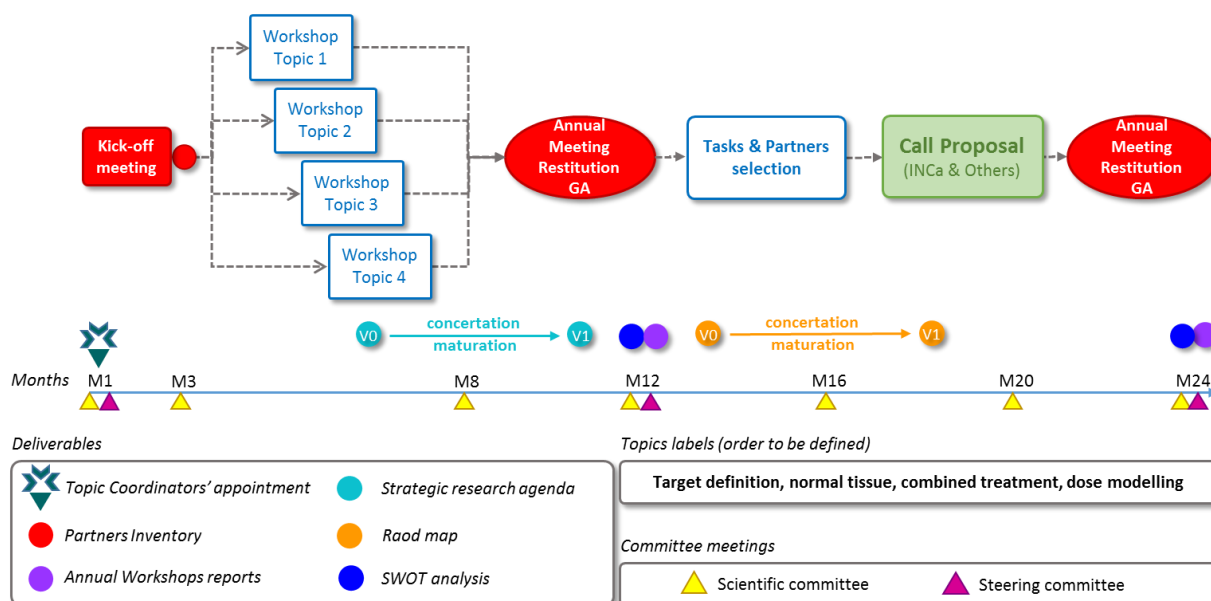 Workshop
Topic 1
Workshop
Topic 2
Workshop
Topic 3
Workshop
Topic 4
Kick-off
meeting
Annual
Meeting
Restitution
GA
Tasks & Partners
selection
Call Proposal
(INCa & Others)
Annual
Meeting
Restitution
GA
V0
concertation
maturation
V1
V0
concertation
maturation
V1
Months
M1
M3
M8
M12
M16
M20
M24
Deliverables
Topic Coordinators' appointment
Partners Inventory
Annual Workshops reports
Strategic research agenda
Raod map
SWOT analysis
Topics labels (order to be defined)
Target definition, normal tissue, combined treatment, dose modelling
Committee meetings
Scientific committee
Steering committee